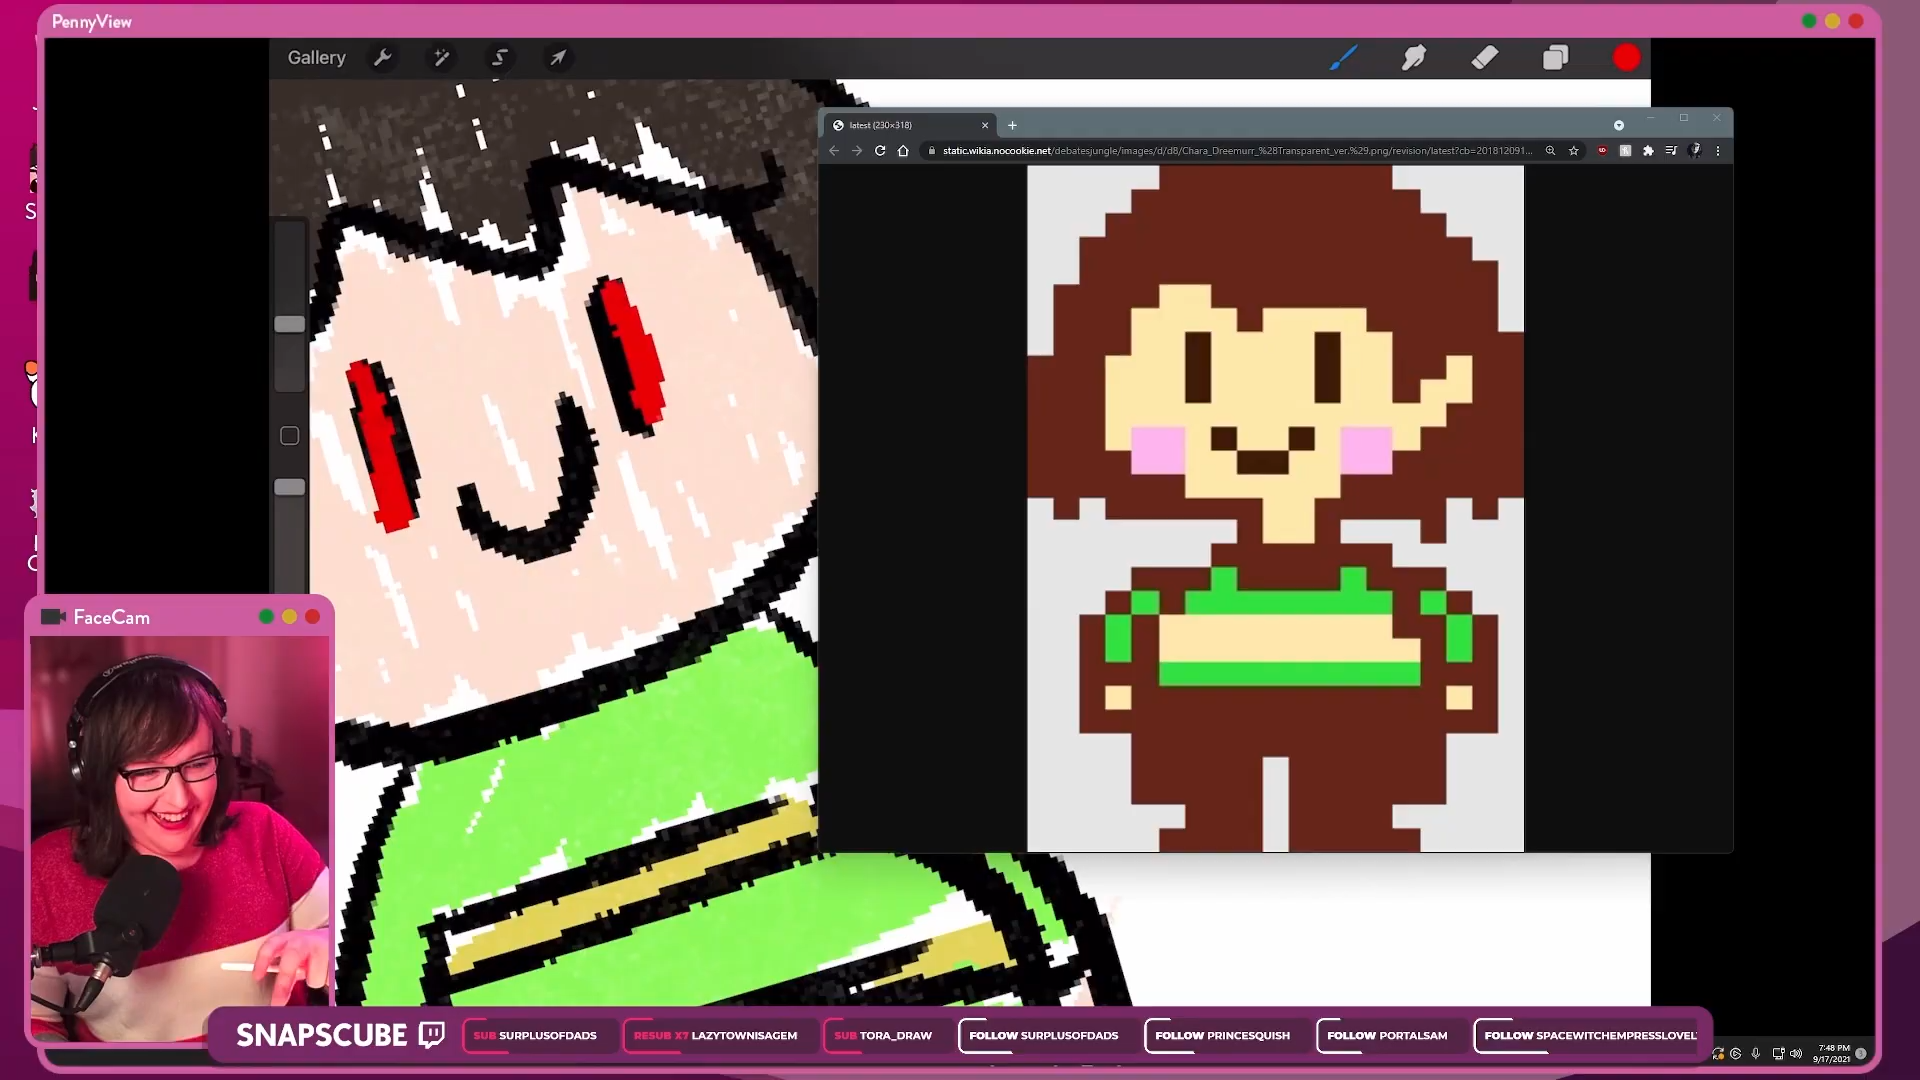 PennyView
Gallery
latest (230×318)
static.wikia.nocookie.net/debatesjungle/images/d/d8/Chara_Dreemurr_%28Transparent_ver.%29.png/revision/latest?cb=201812091...
S
K
FaceCam
SNAPSCUBE
SUB SURPLUSOFDADS
RESUB X7 LAZYTOWNISAGEM
SUB TORA_DRAW
FOLLOW SURPLUSOFDADS
FOLLOW PRINCESQUISH
FOLLOW PORTALSAM
FOLLOW SPACEWITCHEMPRESSLOVEL
7:48 PM
9/17/2021